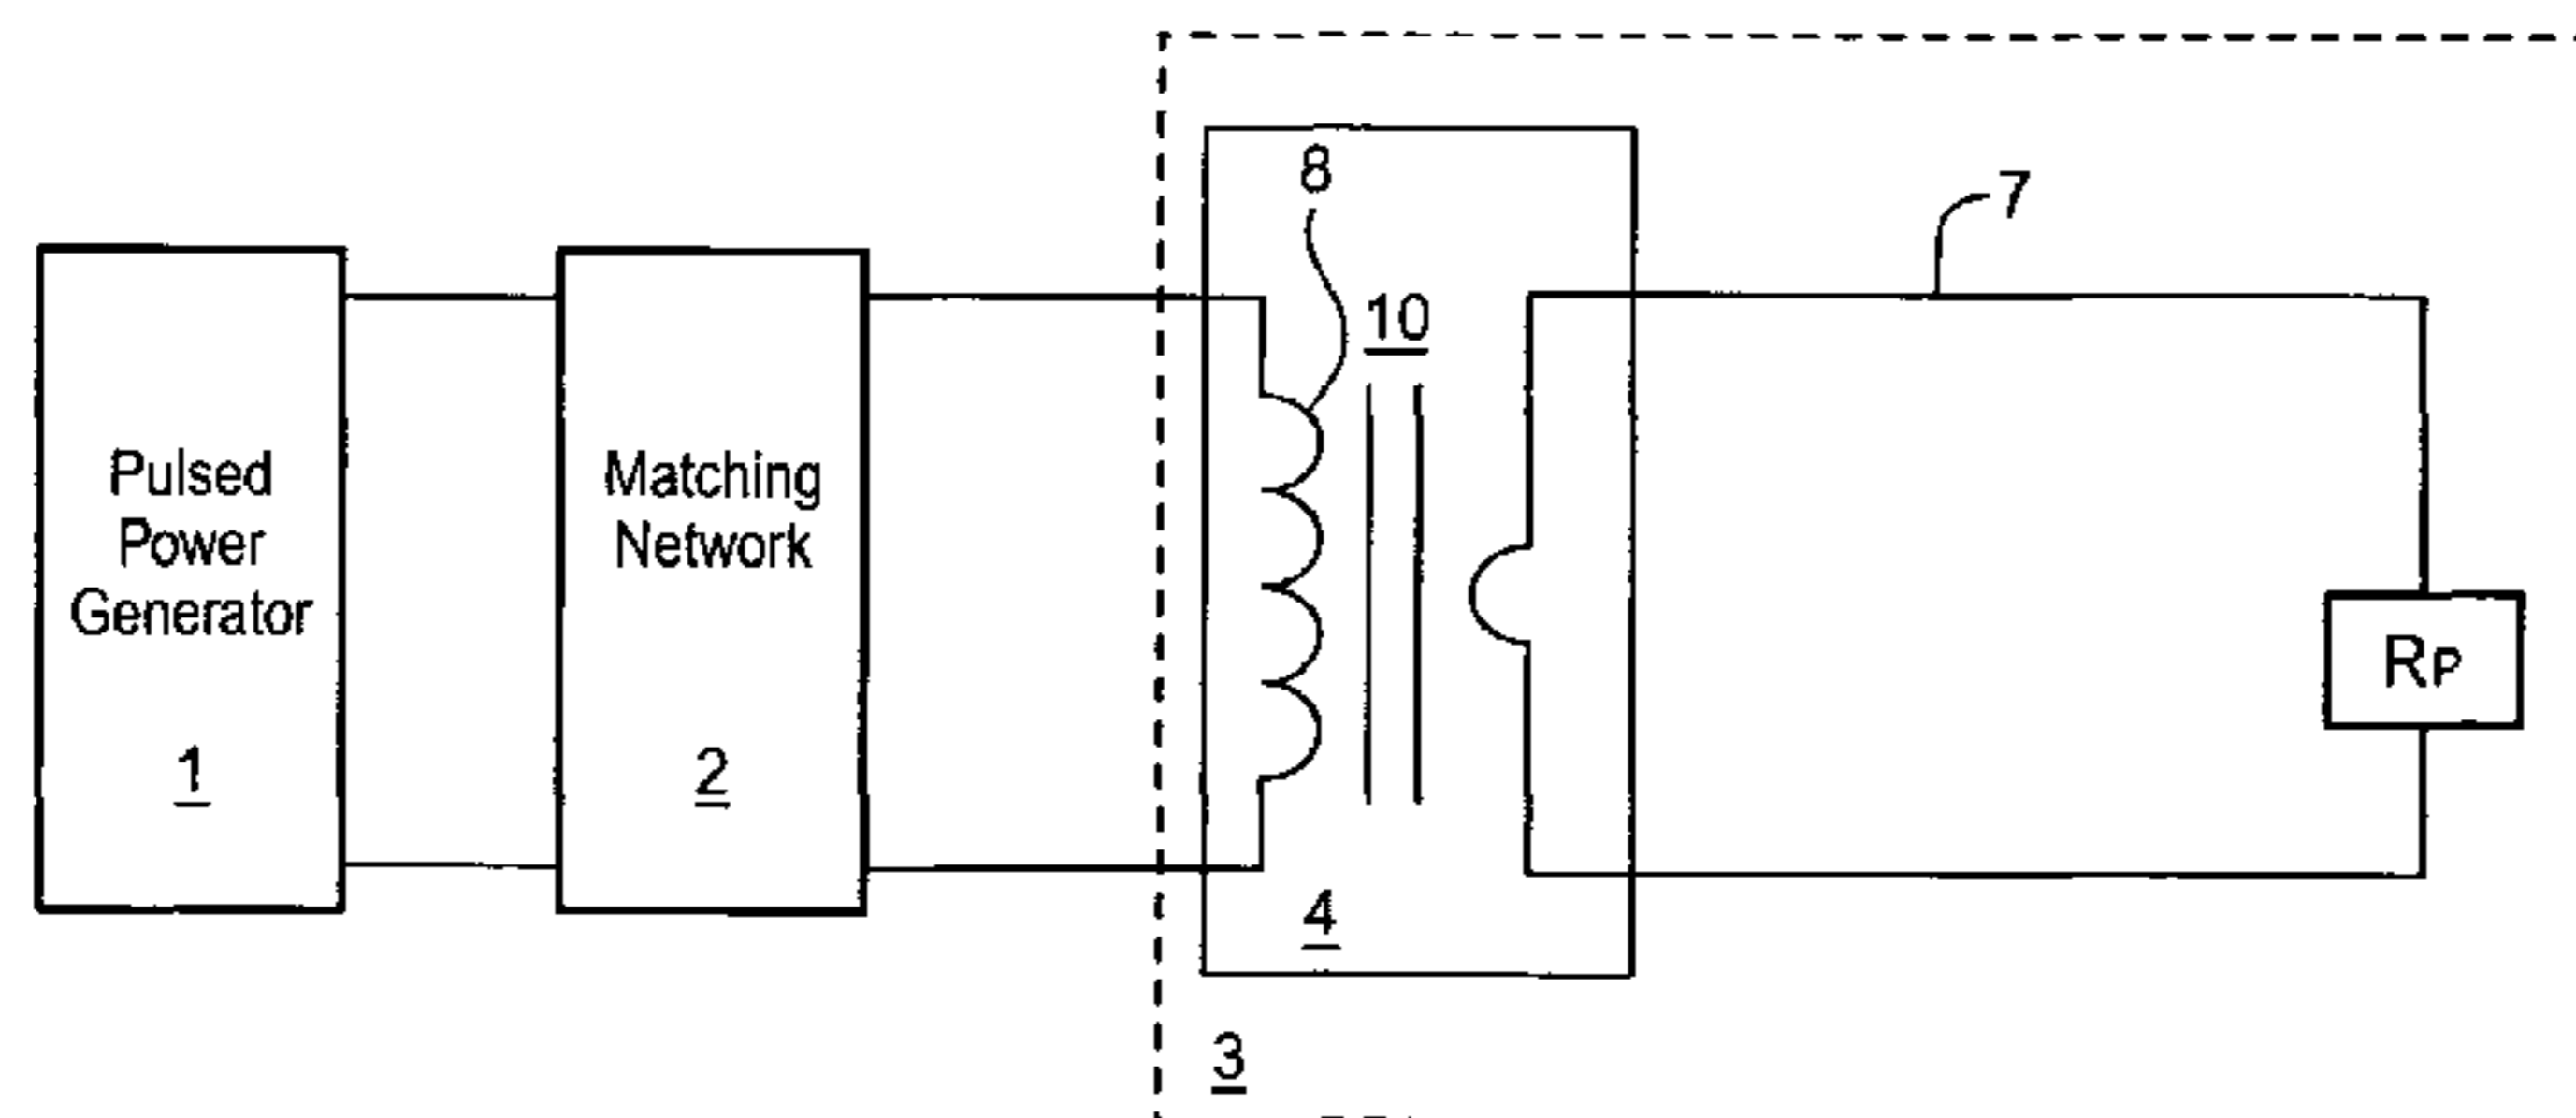 8
7
10
Pulsed
Power
Generator
1
Matching
Network
2
RP
4
3